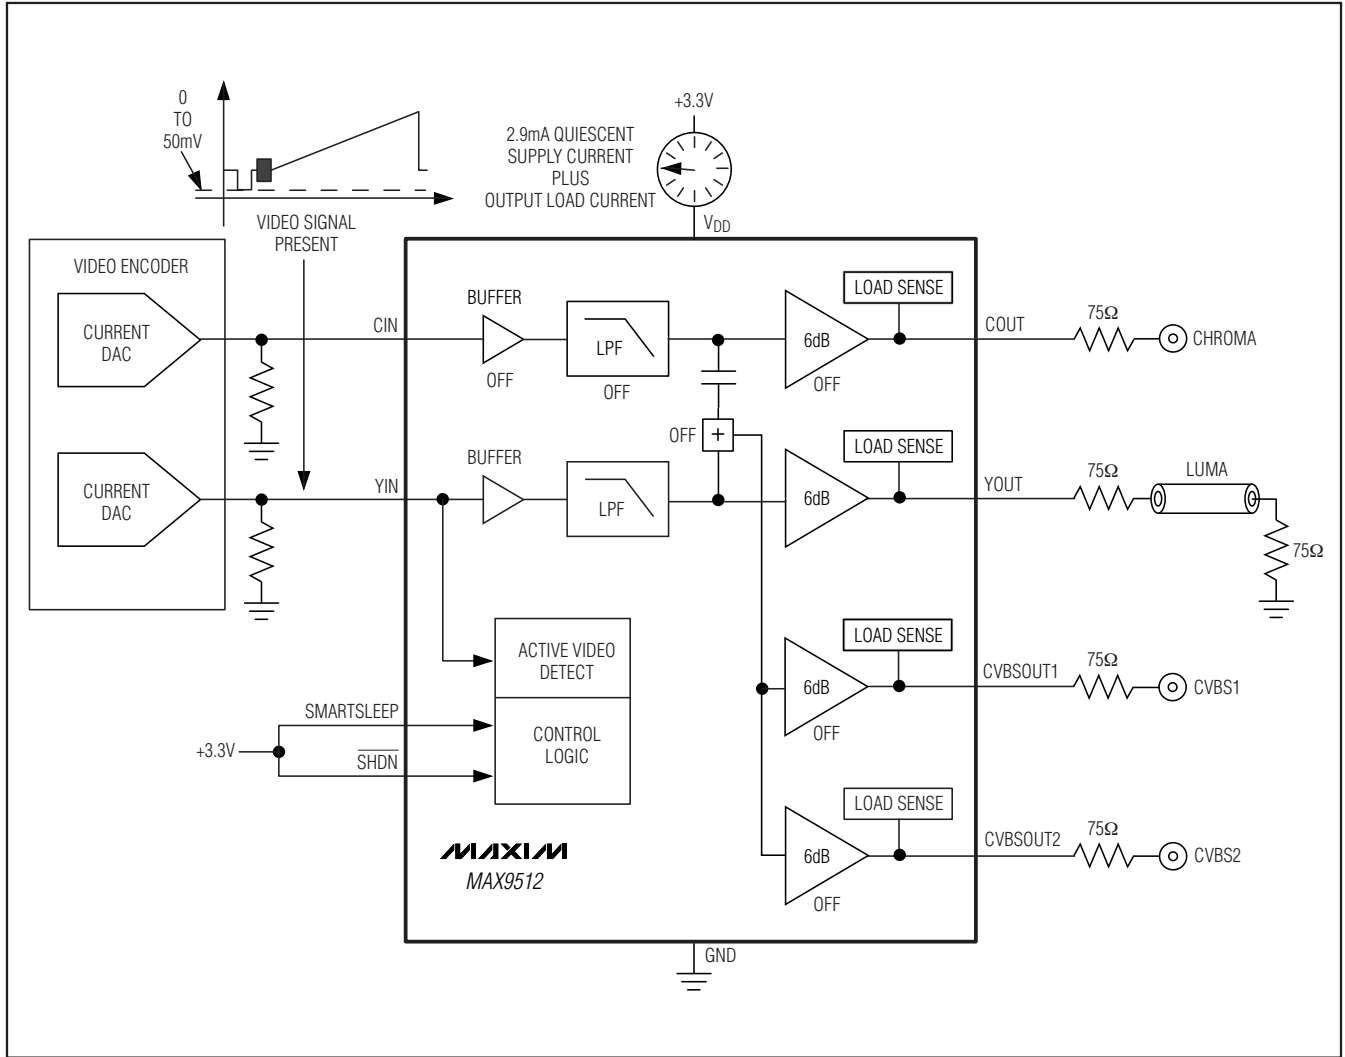 0
TO
50mV
+3.3V
2.9mA QUIESCENT
SUPPLY CURRENT
PLUS
OUTPUT LOAD CURRENT
VDD
VIDEO SIGNAL
PRESENT
VIDEO ENCODER
CURRENT
DAC
CIN
BUFFER
OFF
LPF
OFF
6dB
OFF
LOAD SENSE
COUT
75Ω
CHROMA
OFF
+
CURRENT
DAC
YIN
BUFFER
LPF
6dB
LOAD SENSE
YOUT
75Ω
LUMA
75Ω
ACTIVE VIDEO
DETECT
CONTROL
LOGIC
SMARTSLEEP
+3.3V
SHDN
6dB
OFF
LOAD SENSE
CVBSOUT1
75Ω
CVBS1
6dB
OFF
LOAD SENSE
CVBSOUT2
75Ω
CVBS2
MAXIM
MAX9512
GND